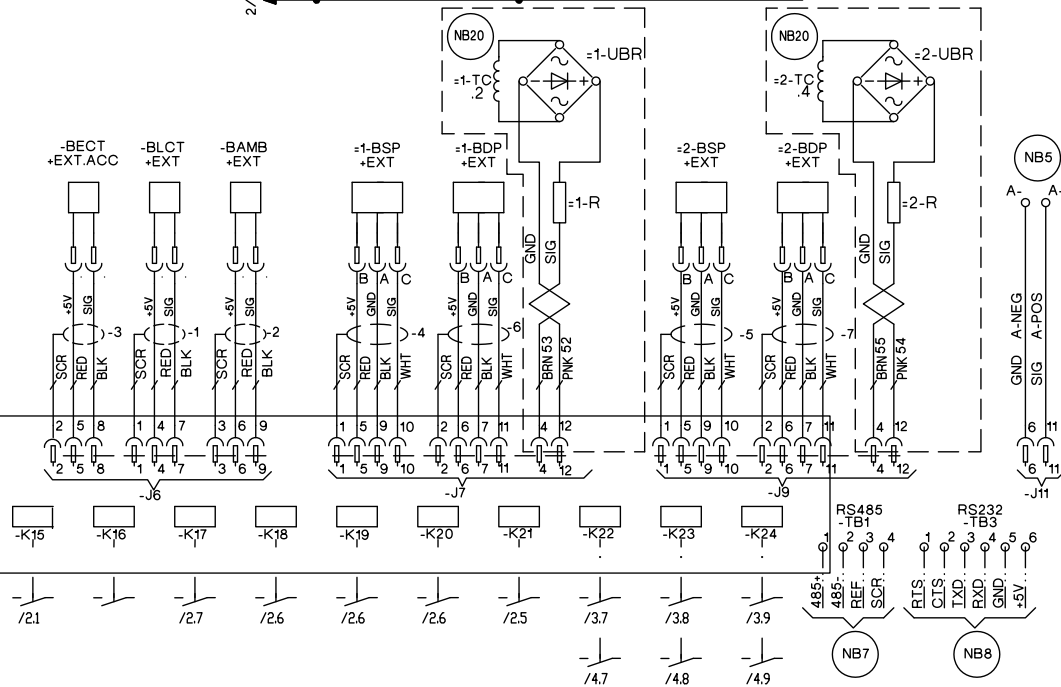 2/
NB20
=1-UBR
=1-TC
.2
NB20
=2-UBR
=2-TC
.4
-BECT
+EXT.ACC
-BLCT
+EXT
-BAMB
+EXT
=1-BSP
+EXT
=1-BDP
+EXT
=2-BSP
+EXT
=2-BDP
+EXT
NB5
A- A-
=1-R
=2-R
GND SIG
GND SIG
B A C
B A C
B A C
B A C
+5V SIG
+5V SIG
+5V SIG
+5V GND SIG
+5V GND SIG
+5V GND SIG
+5V GND SIG
-3
-1
-2
-4
-6
-5
-7
SCR RED BLK
SCR RED BLK
SCR RED BLK
SCR RED BLK WHT
SCR RED BLK WHT
BRN 53 PNK 52
SCR RED BLK WHT
SCR RED BLK WHT
BRN 55 PNK 54
GND A-NEG
SIG A-POS
2 5 8 1 4 7 3 6 9 1 5 9 10 2 6 7 11 4 12 1 5 9 10 2 6 7 11 4 12 6 11
2 5 8 1 4 7 3 6 9 1 5 9 10 2 6 7 11 4 12 1 5 9 10 2 6 7 11 4 12 6 11
-J6
-J7
-J9
-J11
-K15
-K16
-K17
-K18
-K19
-K20
-K21
-K22
-K23
-K24
RS485
-TB1
1 2 3 4
RS232
-TB3
1 2 3 4 5 6
485+
485-
REF
SCR
RTS
CTS
TXD
RXD
GND
+5V
/2.1
/2.7
/2.6
/2.6
/2.6
/2.5
/3.7
/3.8
/3.9
NB7
NB8
/4.7
/4.8
/4.9